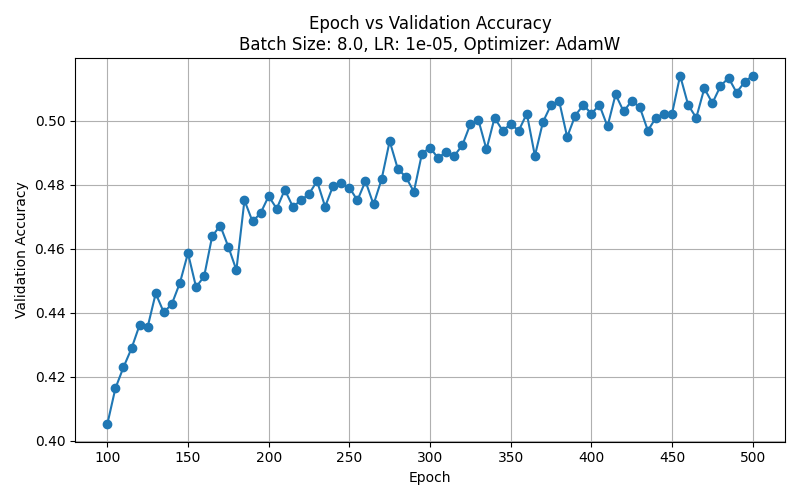 Epoch vs Validation Accuracy
Batch Size: 8.0, LR: 1e-05, Optimizer: AdamW
Validation Accuracy
0.50
0.48
0.46
0.44
0.42
0.40
100 150 200 250 300 350 400 450 500
Epoch